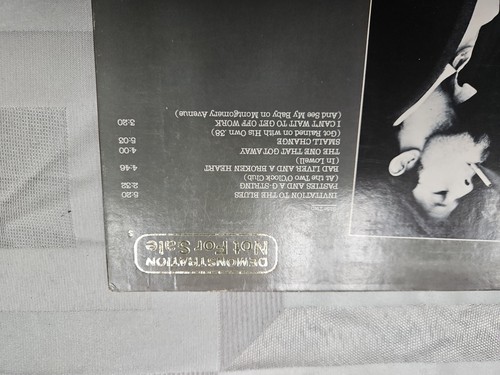 DEMONSTRATION
Not For Sale
INVITATION TO THE BLUES 5:20
PASTIES AND A G-STRING 2:32
(At the Two O'Clock Club)
BAD LIVER AND A BROKEN HEART 4:45
(In Lowell)
THE ONE THAT GOT AWAY 4:00
SMALL CHANGE 5:03
(Got Rained on with His Own .38)
I CAN'T WAIT TO GET OFF WORK 3:20
(And See My Baby on Montgomery Avenue)